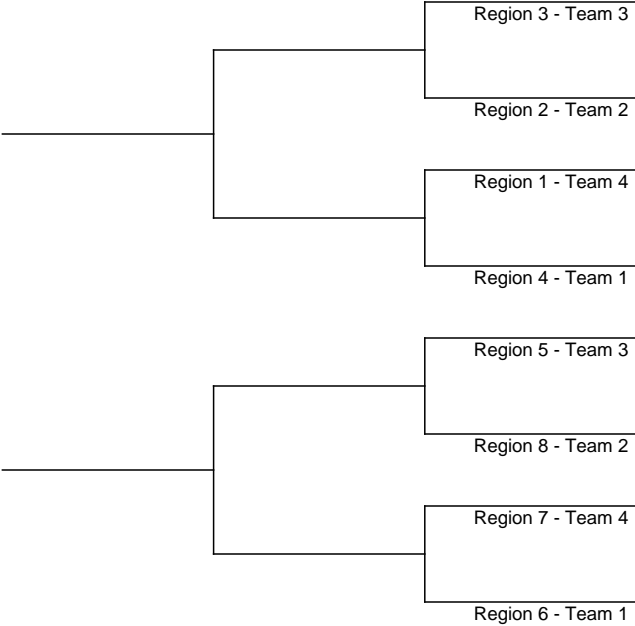 Region 3 - Team 3
Region 2 - Team 2
Region 1 - Team 4
Region 4 - Team 1
Region 5 - Team 3
Region 8 - Team 2
Region 7 - Team 4
Region 6 - Team 1